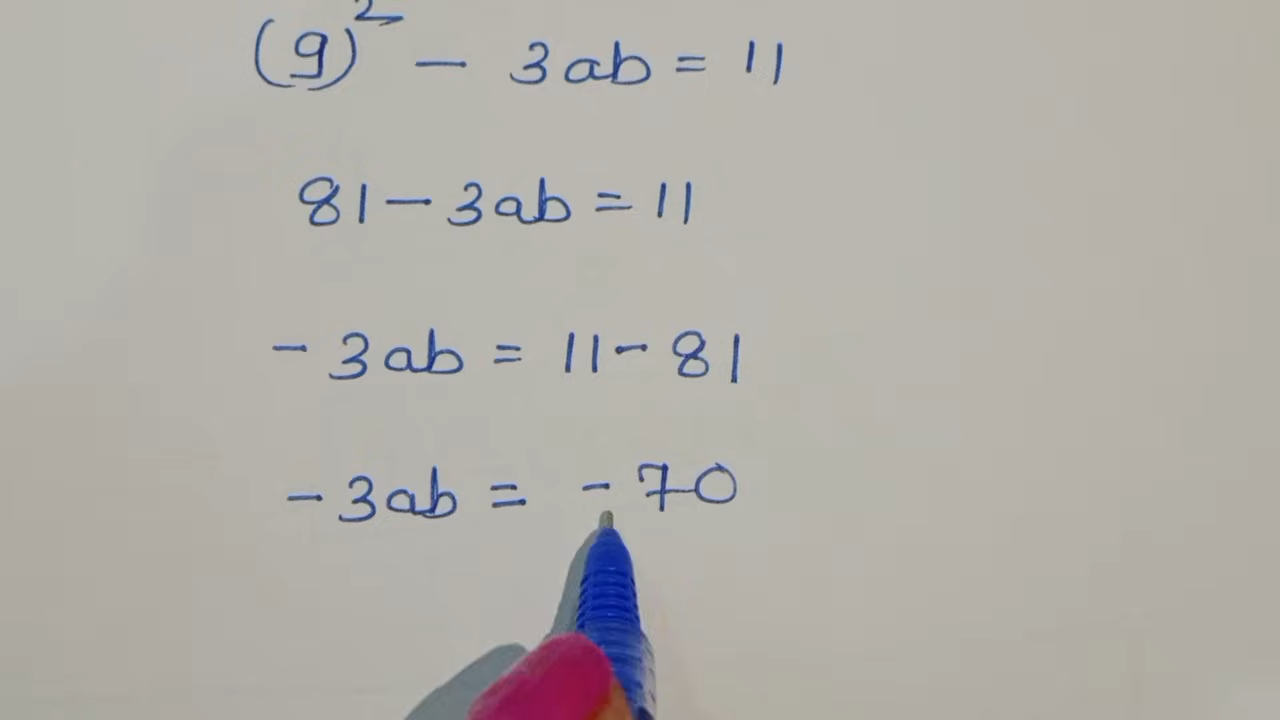 (9)² - 3ab = 11
81 - 3ab = 11
- 3ab = 11 - 81
- 3ab = - 70